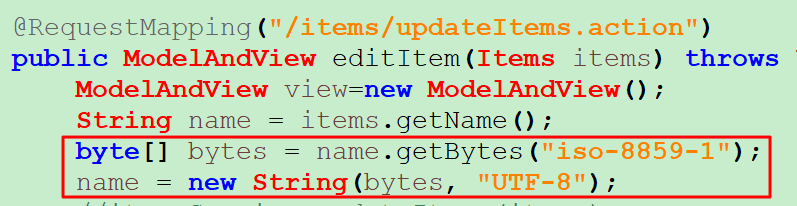 @RequestMapping("/items/updateItems.action")
public ModelAndView editItem(Items items) throws
ModelAndView view=new ModelAndView();
String name = items.getName();
byte[] bytes = name.getBytes("iso-8859-1");
name = new String(bytes, "UTF-8");